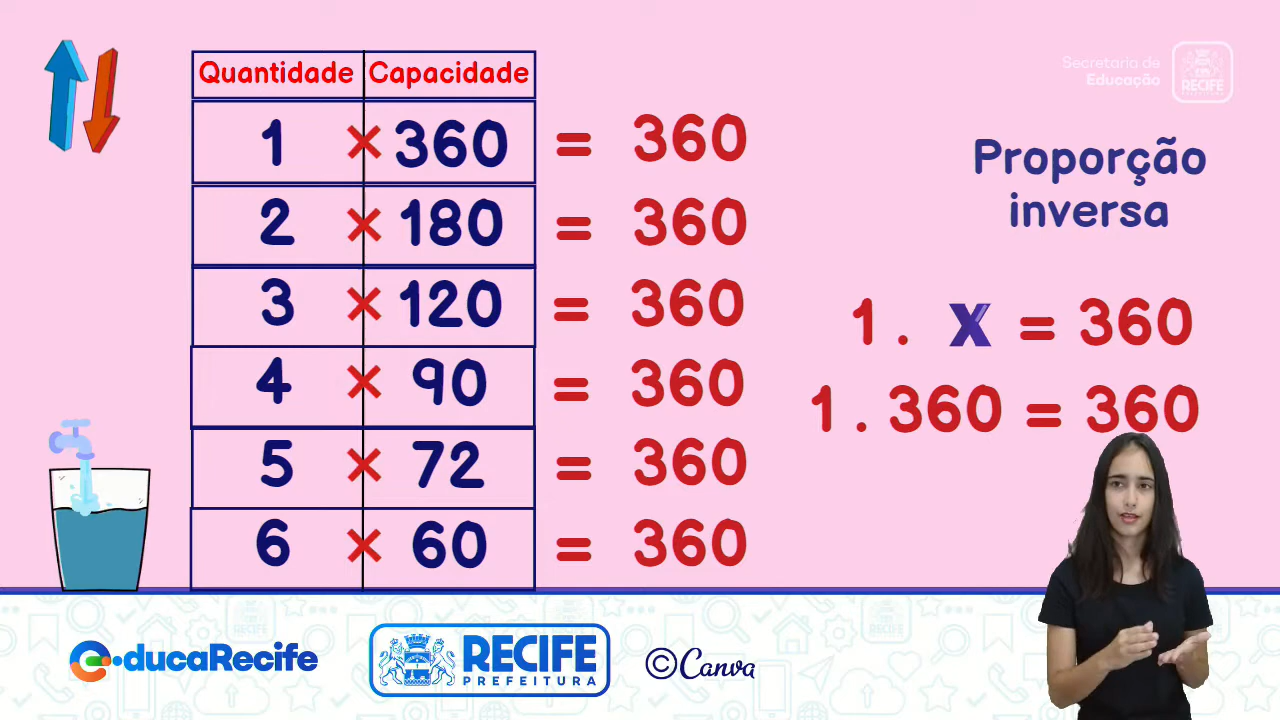 Secretaria de
Educação
RECIFE
PREFEITURA
Quantidade Capacidade
1 × 360 = 360
2 × 180 = 360
3 × 120 = 360
4 × 90 = 360
5 × 72 = 360
6 × 60 = 360
Proporção
inversa
1 . x = 360
1 . 360 = 360
EducaRecife
RECIFE
PREFEITURA
©Canva